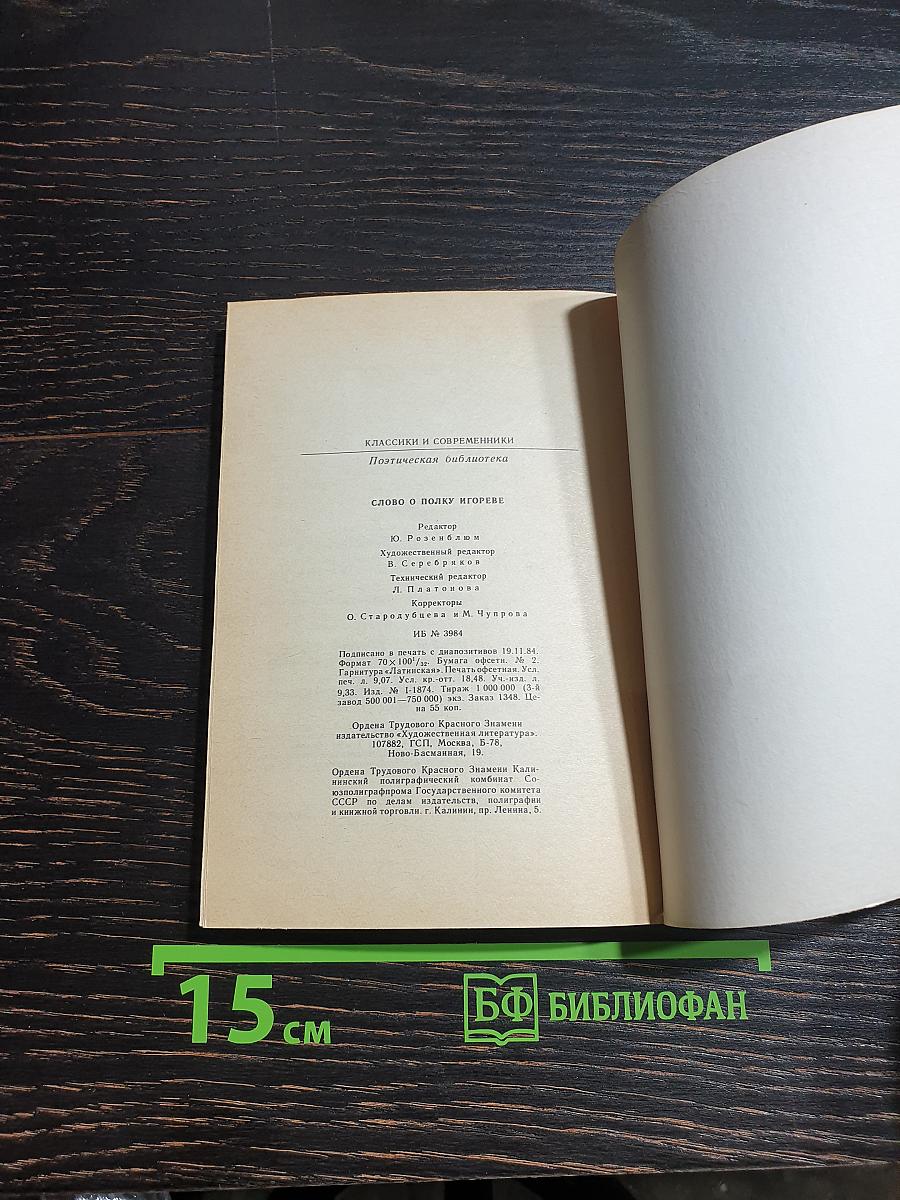 КЛАССИКИ И СОВРЕМЕННИКИ
Поэтическая библиотека
СЛОВО О ПОЛКУ ИГОРЕВЕ
Редактор
Ю. Розенблюм
Художественный редактор
В. Серебряков
Технический редактор
Л. Платонова
Корректоры
О. Стародубцева и М. Чупрова
ИБ № 3984
Подписано в печать с диапозитивов 19.11.84.
Формат 70×100¹/₃₂. Бумага офсетн. № 2.
Гарнитура «Латинская». Печать офсетная. Усл.
печ. л. 9,07. Усл. кр.-отт. 18,48. Уч.-изд. л.
9,33. Изд. № I-1874. Тираж 1 000 000 (3-й
завод 500 001—750 000) экз. Заказ 1348. Це-
на 55 коп.
Ордена Трудового Красного Знамени
издательство «Художественная литература».
107882, ГСП, Москва, Б-78,
Ново-Басманная, 19.
Ордена Трудового Красного Знамени Кали-
нинский полиграфический комбинат Со-
юзполиграфпрома Государственного комитета
СССР по делам издательств, полиграфии
и книжной торговли. г. Калинин, пр. Ленина, 5.
15 см
БФ БИБЛИОФАН